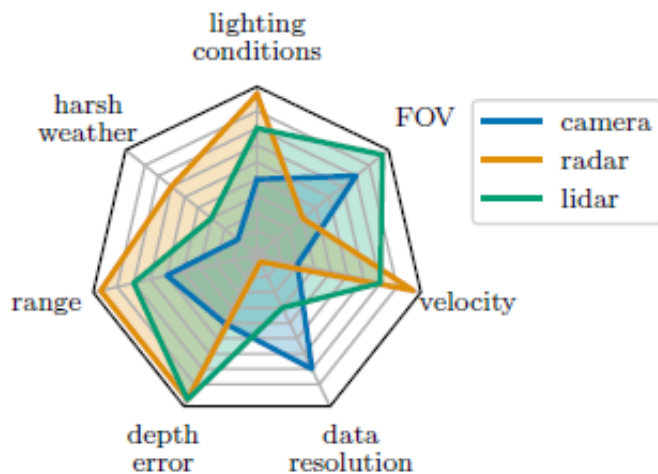 lighting
conditions
harsh
weather
FOV
camera
radar
lidar
range
velocity
depth
error
data
resolution